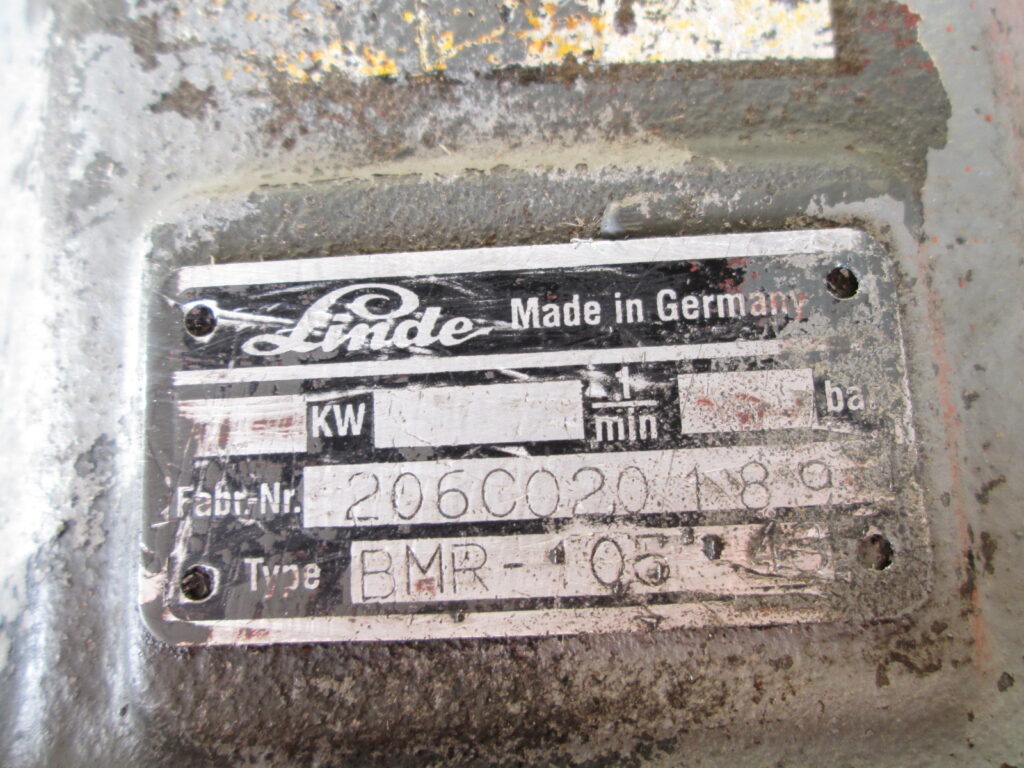 Linde Made in Germany
KW 1/min ba
Fabr.-Nr. 206C020189
Type BMR-105